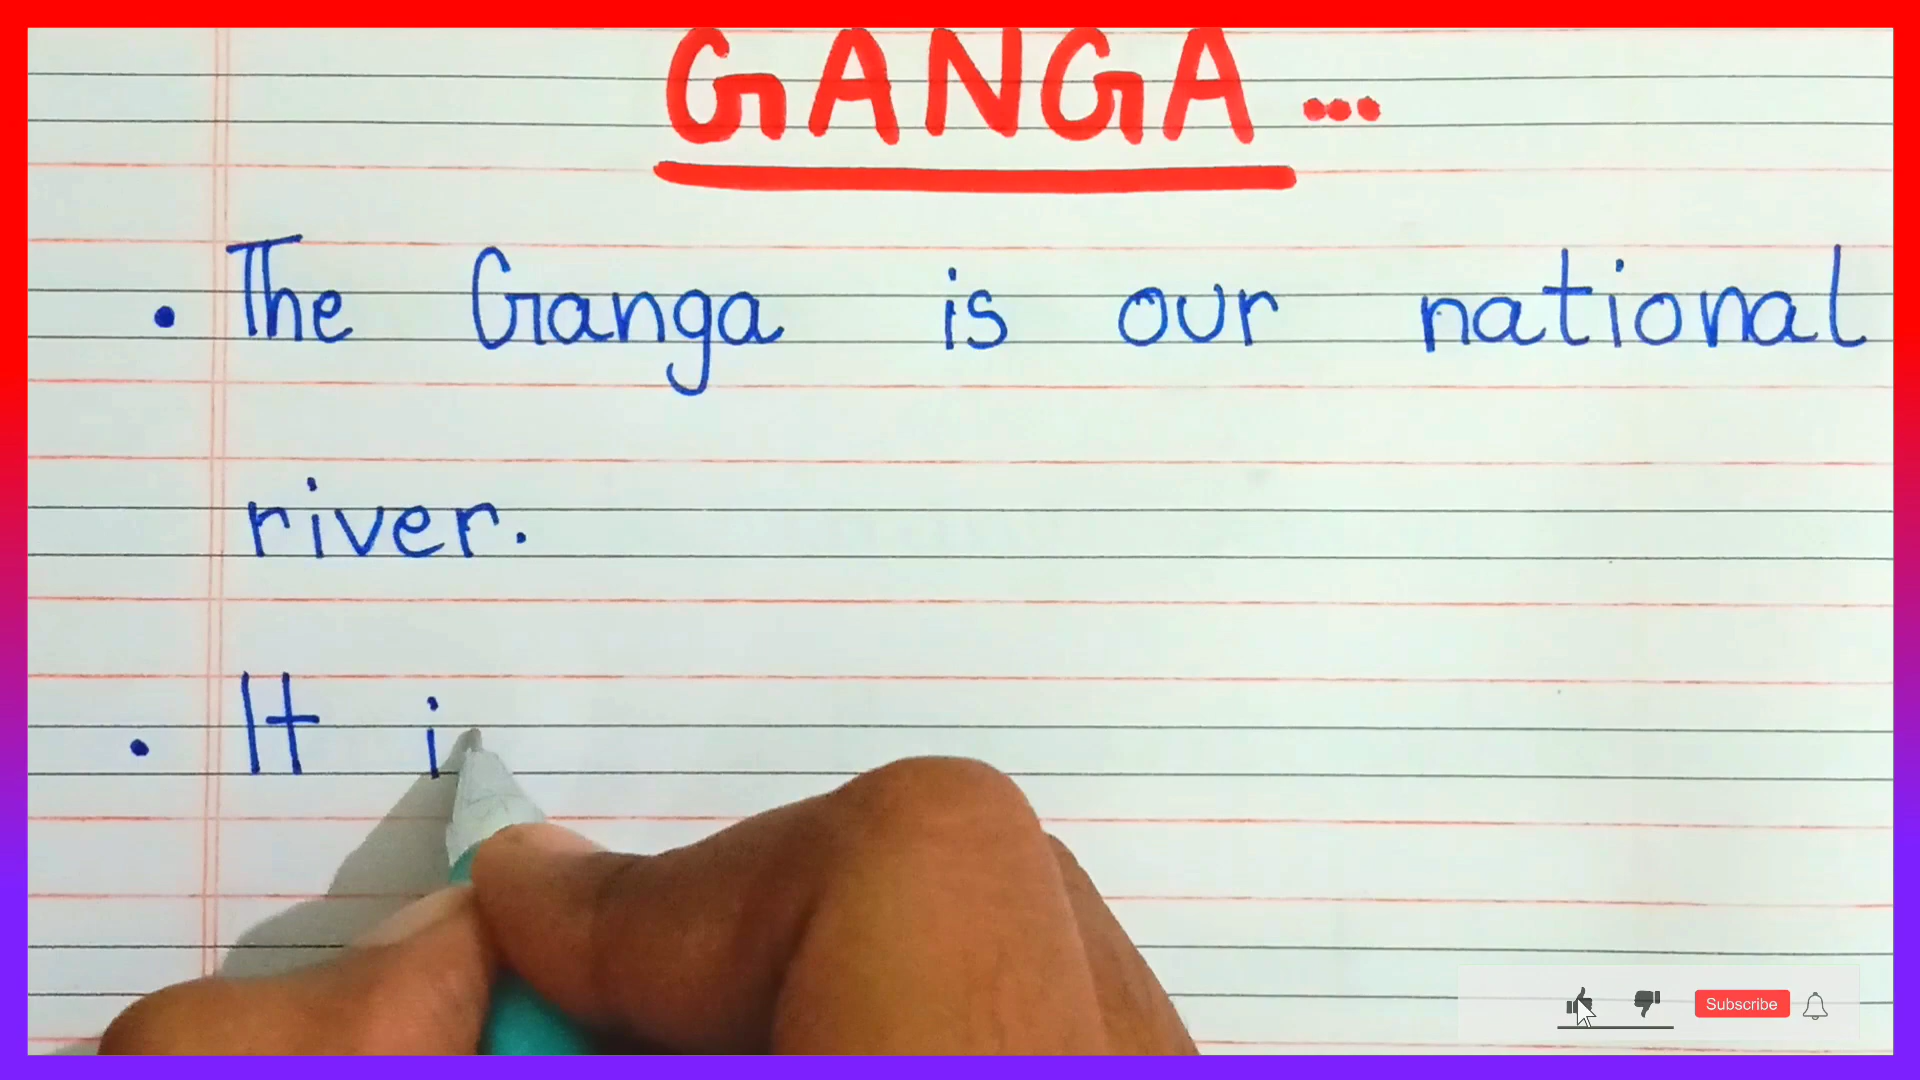 GANGA...
• The Ganga is our national
river.
• It i
Subscribe